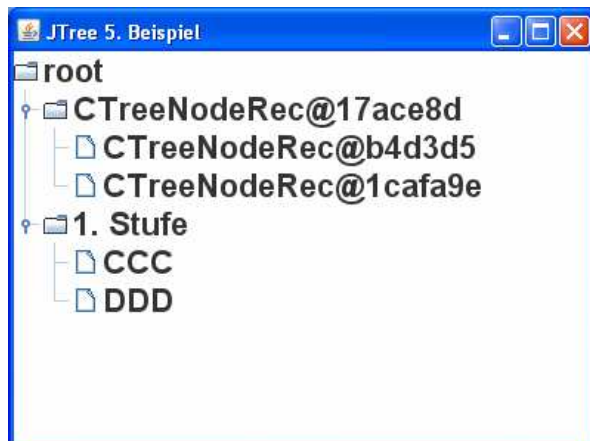 JTree 5. Beispiel
root
CTreeNodeRec@17ace8d
CTreeNodeRec@b4d3d5
CTreeNodeRec@1cafa9e
1. Stufe
CCC
DDD